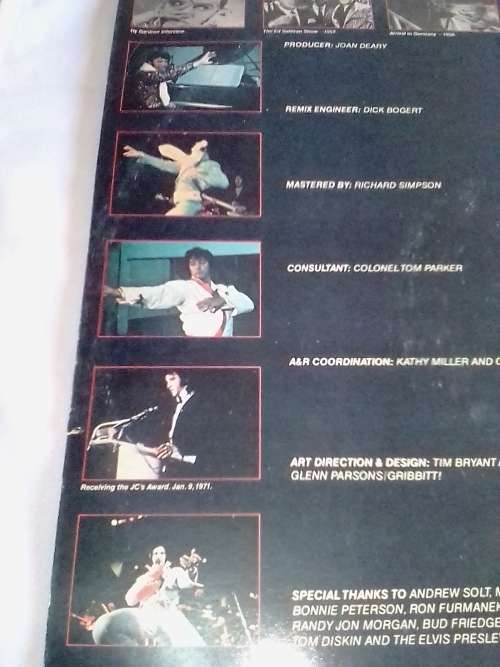 The Ed Sullivan Show - 1956.
Arrival in Germany - 1958.
PRODUCER: JOAN DEARY
REMIX ENGINEER: DICK BOGERT
MASTERED BY: RICHARD SIMPSON
CONSULTANT: COLONEL TOM PARKER
A&R COORDINATION: KATHY MILLER AND
ART DIRECTION & DESIGN: TIM BRYANT
GLENN PARSONS/GRIBBITT!
Receiving the JC's Award. Jan. 9, 1971.
SPECIAL THANKS TO ANDREW SOLT,
BONNIE PETERSON, RON FURMANEK
RANDY JON MORGAN, BUD FRIEDGE
TOM DISKIN AND THE ELVIS PRESLEY